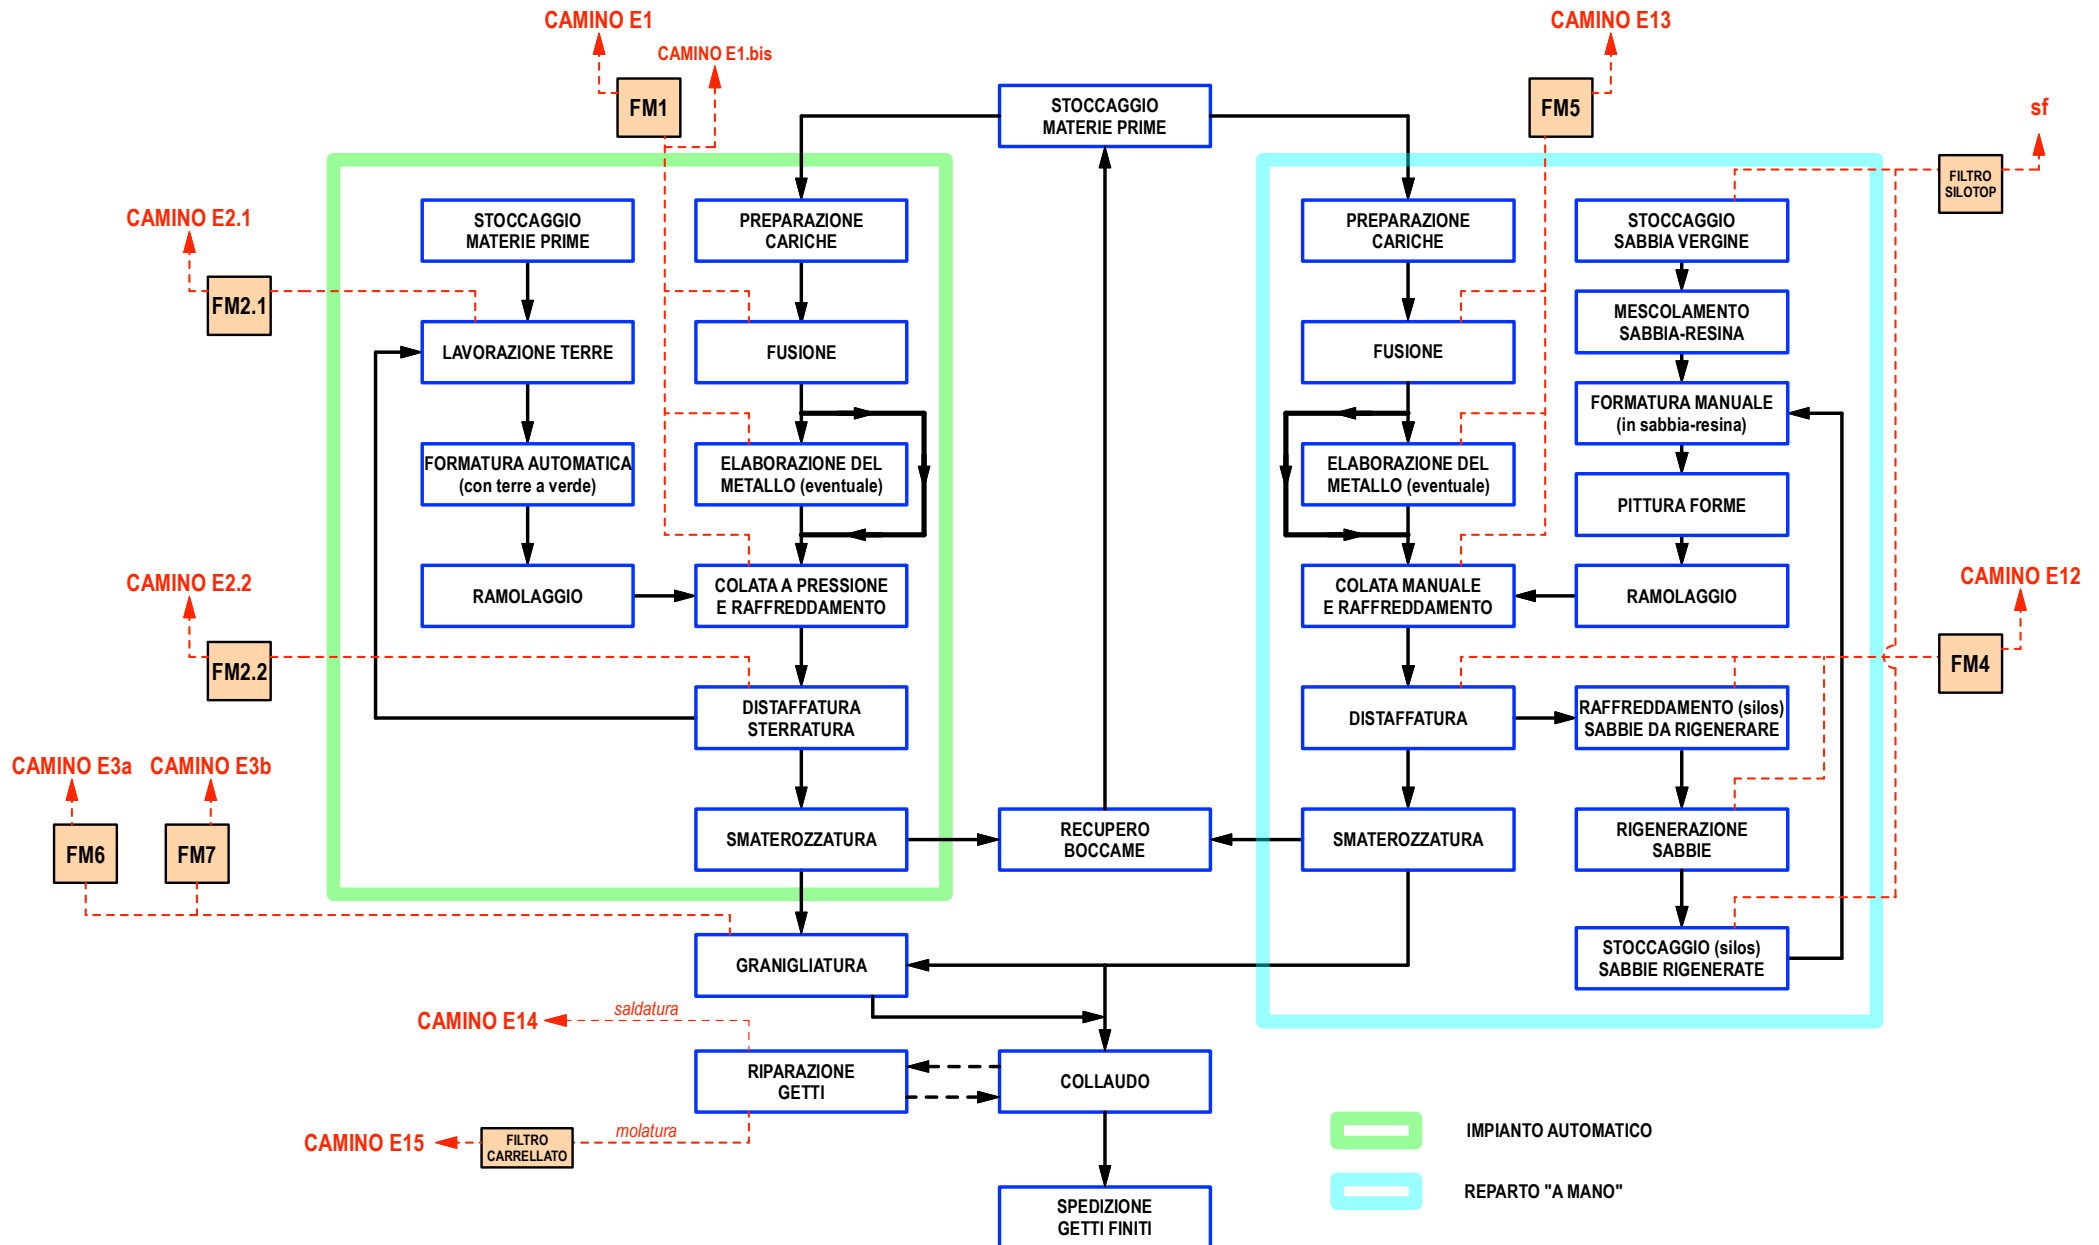 CAMINO E1
CAMINO E13
CAMINO E1.bis
FM1
STOCCAGGIO
MATERIE PRIME
FM5
sf
FILTRO
SILOTOP
CAMINO E2.1
STOCCAGGIO
MATERIE PRIME
PREPARAZIONE
CARICHE
PREPARAZIONE
CARICHE
STOCCAGGIO
SABBIA VERGINE
FM2.1
LAVORAZIONE TERRE
FUSIONE
FUSIONE
MESCOLAMENTO
SABBIA-RESINA
FORMATURA MANUALE
(in sabbia-resina)
FORMATURA AUTOMATICA
(con terre a verde)
ELABORAZIONE DEL
METALLO (eventuale)
ELABORAZIONE DEL
METALLO (eventuale)
PITTURA FORME
CAMINO E2.2
RAMOLAGGIO
COLATA A PRESSIONE
E RAFFREDDAMENTO
COLATA MANUALE
E RAFFREDDAMENTO
RAMOLAGGIO
CAMINO E12
FM2.2
FM4
DISTAFFATURA
STERRATURA
DISTAFFATURA
RAFFREDDAMENTO (silos)
SABBIE DA RIGENERARE
CAMINO E3a
CAMINO E3b
FM6
FM7
SMATEROZZATURA
RECUPERO
BOCCAME
SMATEROZZATURA
RIGENERAZIONE
SABBIE
GRANIGLIATURA
STOCCAGGIO (silos)
SABBIE RIGENERATE
CAMINO E14
saldatura
RIPARAZIONE
GETTI
COLLAUDO
CAMINO E15
FILTRO
CARRELLATO
molatura
IMPIANTO AUTOMATICO
REPARTO "A MANO"
SPEDIZIONE
GETTI FINITI